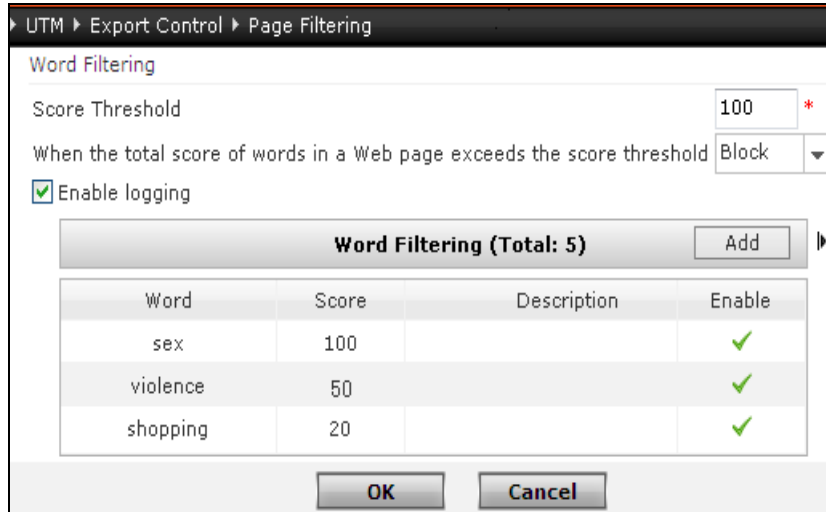 UTM Export Control Page Filtering
Word Filtering
Score Threshold 100 *
When the total score of words in a Web page exceeds the score threshold Block
Enable logging
Word Filtering (Total: 5) Add
Word Score Description Enable
sex 100
violence 50
shopping 20
OK Cancel